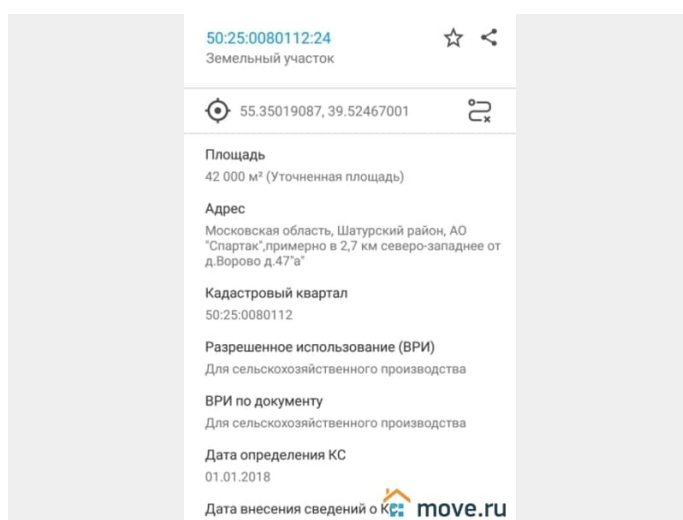 50:25:0080112:24
Земельный участок
55.35019087, 39.52467001
Площадь
42 000 м² (Уточненная площадь)
Адрес
Московская область, Шатурский район, АО
"Спартак",примерно в 2,7 км северо-западнее от
д.Ворово д.47"а"
Кадастровый квартал
50:25:0080112
Разрешенное использование (ВРИ)
Для сельскохозяйственного производства
ВРИ по документу
Для сельскохозяйственного производства
Дата определения КС
01.01.2018
Дата внесения сведений о КС
move.ru